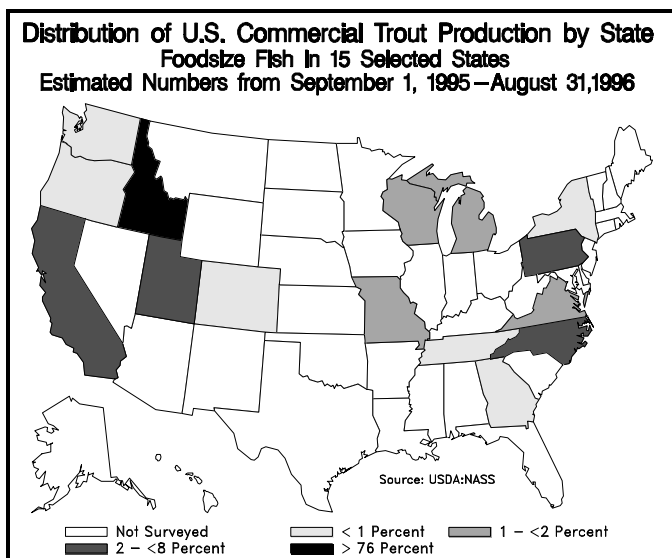 Distribution of U.S. Commercial Trout Production by State
Foodsize Fish in 15 Selected States
Estimated Numbers from September 1, 1995–August 31,1996
Source: USDA:NASS
Not Surveyed
< 1 Percent
1 – <2 Percent
2 – <8 Percent
> 76 Percent